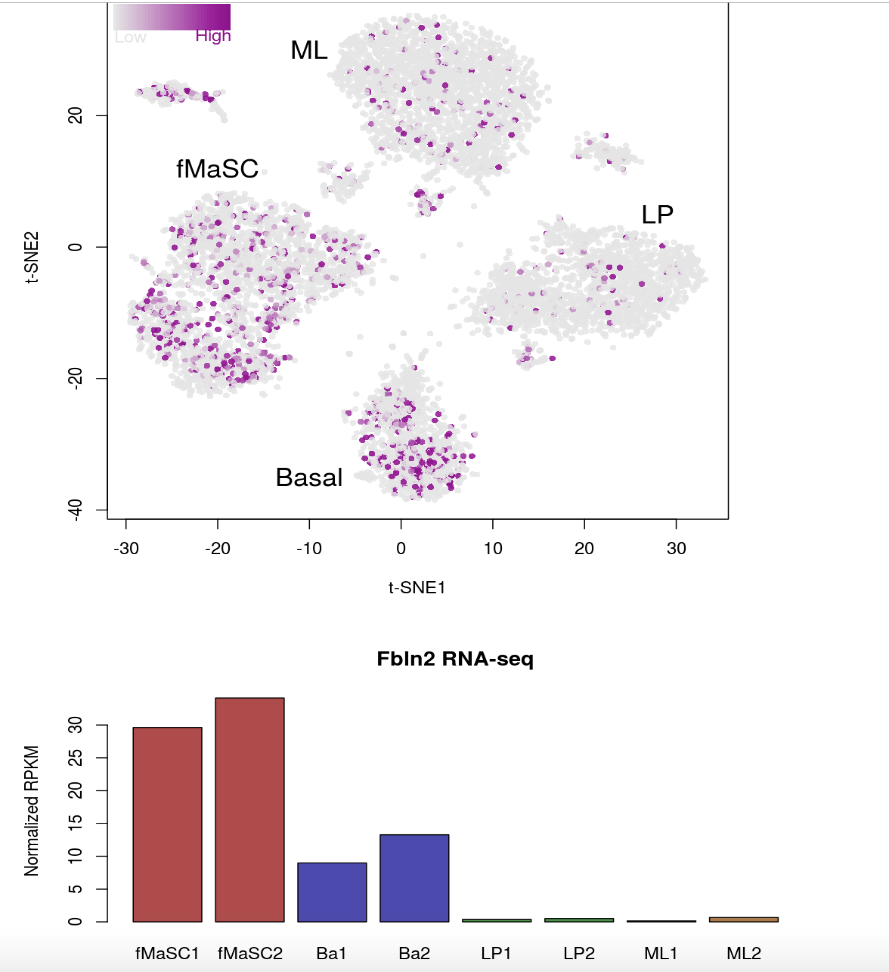 Low High
ML
fMaSC
LP
Basal
t-SNE2
20
0
-20
-40
-30 -20 -10 0 10 20 30
t-SNE1
Fbln2 RNA-seq
Normalized RPKM
30
25
20
15
10
5
0
fMaSC1 fMaSC2 Ba1 Ba2 LP1 LP2 ML1 ML2